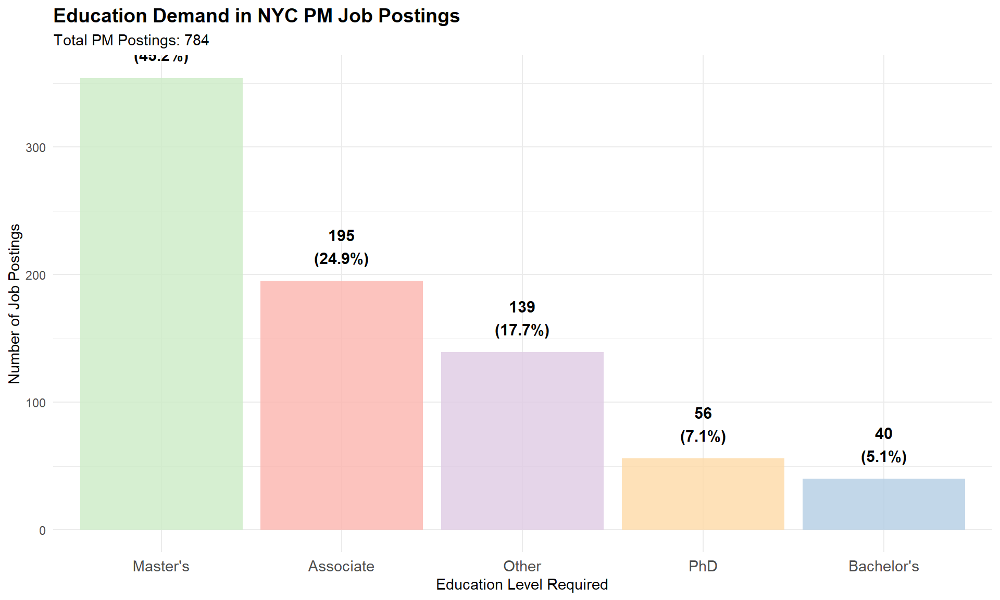 Education Demand in NYC PM Job Postings
Total PM Postings: 784
(45.2%)
195
(24.9%)
139
(17.7%)
56
(7.1%)
40
(5.1%)
300
200
100
0
Number of Job Postings
Master's
Associate
Other
PhD
Bachelor's
Education Level Required